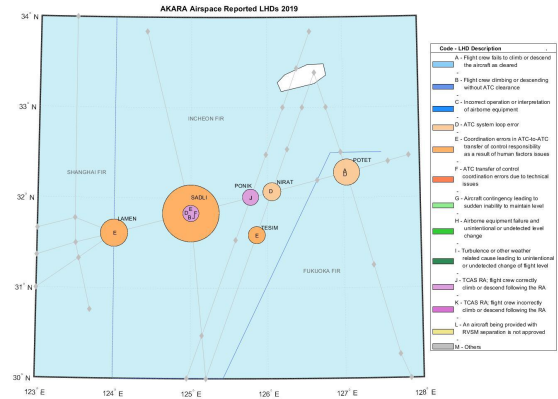 AKARA Airspace Reported LHDs 2019
34° N
33° N
32° N
31° N
30° N
123° E
124° E
125° E
126° E
127° E
128° E
INCHEON FIR
SHANGHAI FIR
FUKUOKA FIR
POTET
A
D
NIRAT
D
PONIK
J
SADLI
E
D
F
B
LAMEN
E
TESIM
E
Code - LHD Description
A - Flight crew fails to climb or descend
the aircraft as cleared
-
B - Flight crew climbing or descending
without ATC clearance
-
C - Incorrect operation or interpretation
of airborne equipment
-
D - ATC system loop error
-
E - Coordination errors in ATC-to-ATC
transfer of control responsibility
as a result of human factors issues
-
F - ATC transfer of control
coordination errors due to technical
issues
-
G - Aircraft contingency leading to
sudden inability to maintain level
-
H - Airborne equipment failure and
unintentional or undetected level
change
-
I - Turbulence or other weather
related cause leading to unintentional
or undetected change of flight level
-
J - TCAS RA; flight crew correctly
climb or descend following the RA
-
K - TCAS RA; flight crew incorrectly
climb or descend following the RA
-
L - An aircraft being provided with
RVSM separation is not approved
-
M - Others